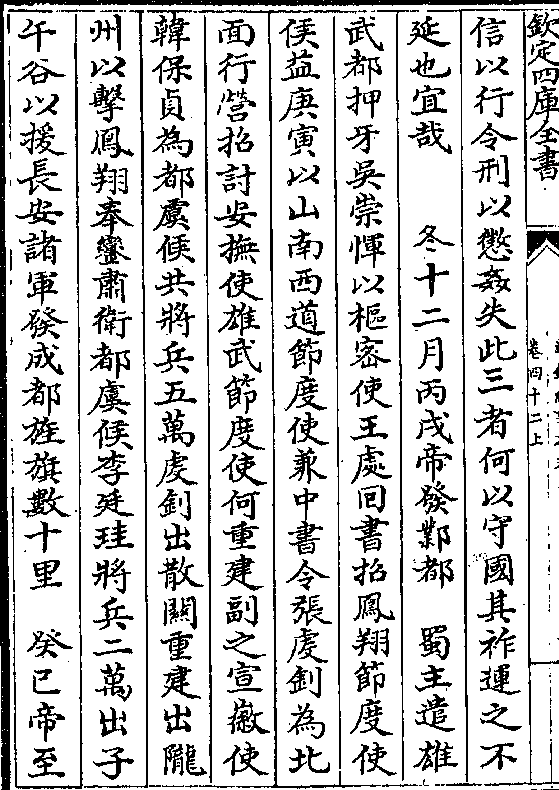 欽定四庫全書
卷四十二上
信以行令刑以懲姦失此三者何以守國其祚運之不
延也宜哉　冬十二月丙戌帝發鄴都　蜀主遣雄
武都押牙吳崇惲以樞密使王處回書招鳳翔節度使
侯益庚寅以山南西道節度使兼中書令張虔釗為北
面行營招討安撫使雄武節度使何重建副之宣徽使
韓保貞為都虞候共將兵五萬虔釗出散關重建出隴
州以擊鳳翔奉鑾肅衛都虞候李廷珪將兵二萬出子
午谷以援長安諸軍發成都旌旗數十里　癸巳帝至